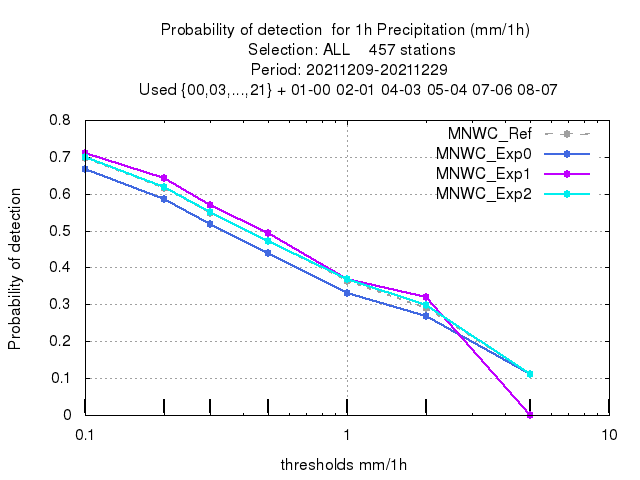 Probability of detection  for 1h Precipitation (mm/1h)
Selection: ALL    457 stations
Period: 20211209-20211229
Used {00,03,...,21} + 01-00 02-01 04-03 05-04 07-06 08-07
0.8
0.7
0.6
0.5
0.4
0.3
0.2
0.1
0
Probability of detection
MNWC_Ref
MNWC_Exp0
MNWC_Exp1
MNWC_Exp2
0.1 1 10
thresholds mm/1h